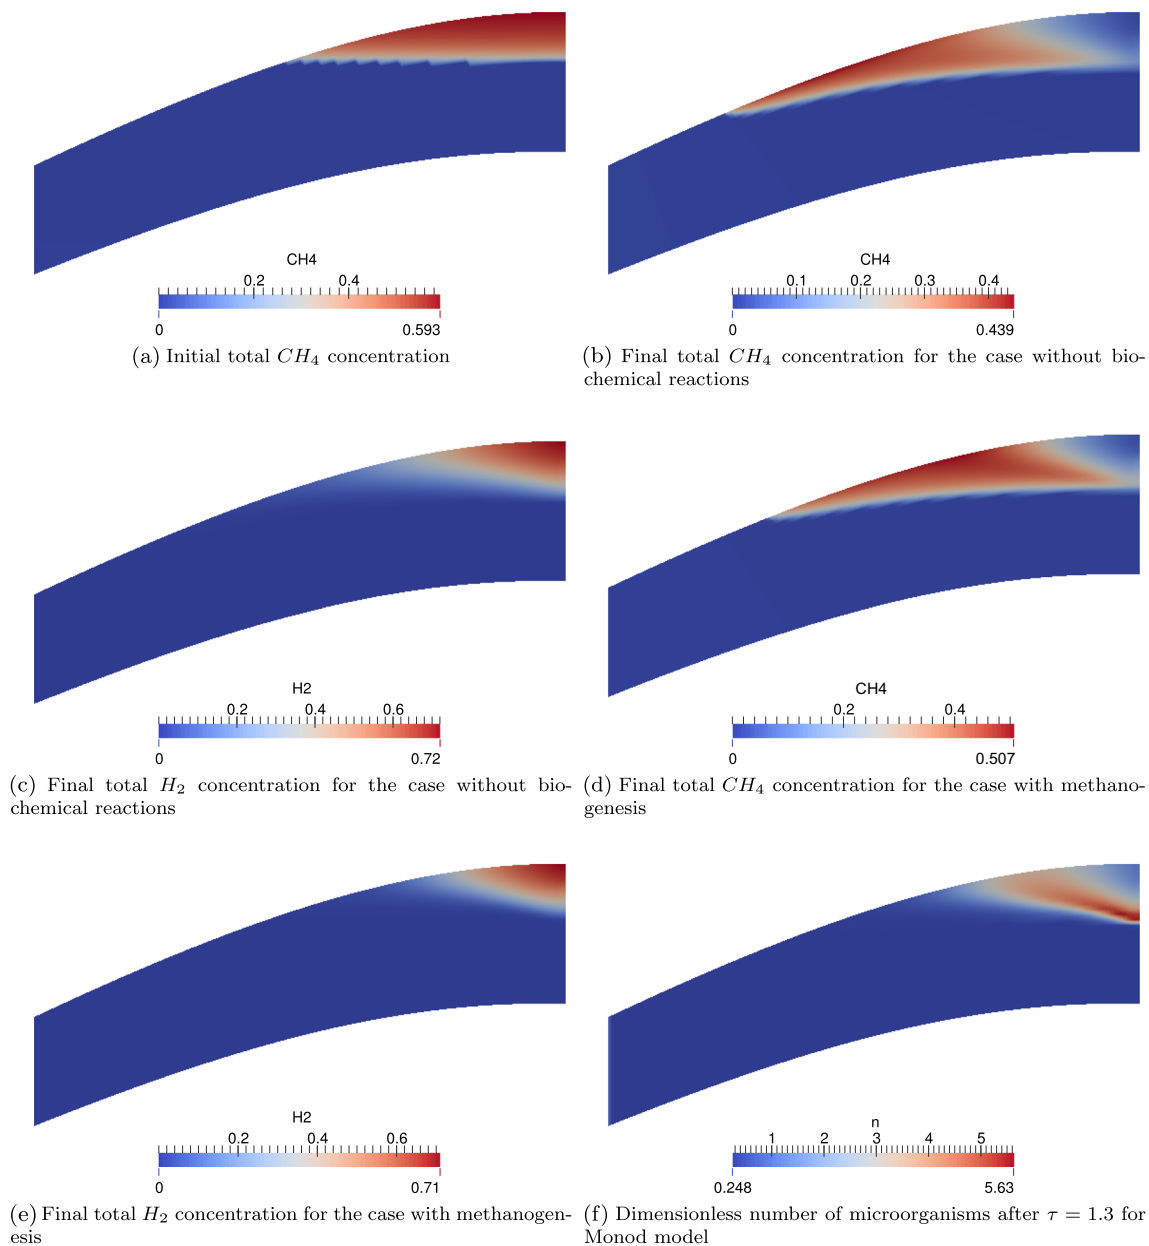 CH4
0.2 0.4
0 0.593
(a) Initial total CH₄ concentration
CH4
0.1 0.2 0.3 0.4
0 0.439
(b) Final total CH₄ concentration for the case without bio-
chemical reactions
H2
0.2 0.4 0.6
0 0.72
(c) Final total H₂ concentration for the case without bio-
chemical reactions
CH4
0.2 0.4
0 0.507
(d) Final total CH₄ concentration for the case with methano-
genesis
H2
0.2 0.4 0.6
0 0.71
(e) Final total H₂ concentration for the case with methanogen-
esis
n
1 2 3 4 5
0.248 5.63
(f) Dimensionless number of microorganisms after τ = 1.3 for
Monod model